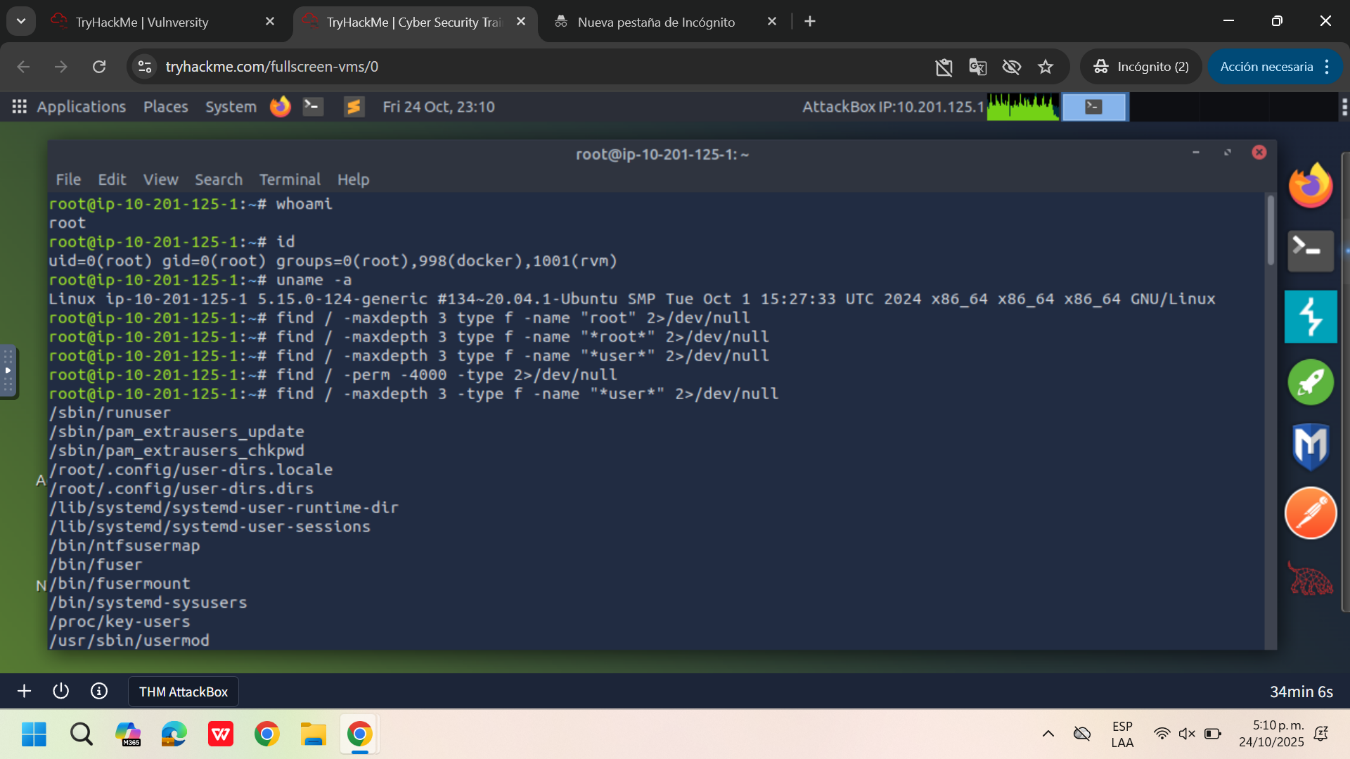 TryHackMe | Vulnversity
TryHackMe | Cyber Security Trai
Nueva pestaña de Incógnito
tryhackme.com/fullscreen-vms/0
Incógnito (2)
Acción necesaria
Applications Places System Fri 24 Oct, 23:10 AttackBox IP:10.201.125.1
root@ip-10-201-125-1: ~
File Edit View Search Terminal Help
root@ip-10-201-125-1:~# whoami
root
root@ip-10-201-125-1:~# id
uid=0(root) gid=0(root) groups=0(root),998(docker),1001(rvm)
root@ip-10-201-125-1:~# uname -a
Linux ip-10-201-125-1 5.15.0-124-generic #134~20.04.1-Ubuntu SMP Tue Oct 1 15:27:33 UTC 2024 x86_64 x86_64 x86_64 GNU/Linux
root@ip-10-201-125-1:~# find / -maxdepth 3 type f -name "root" 2>/dev/null
root@ip-10-201-125-1:~# find / -maxdepth 3 type f -name "*root*" 2>/dev/null
root@ip-10-201-125-1:~# find / -maxdepth 3 type f -name "*user*" 2>/dev/null
root@ip-10-201-125-1:~# find / -perm -4000 -type 2>/dev/null
root@ip-10-201-125-1:~# find / -maxdepth 3 -type f -name "*user*" 2>/dev/null
/sbin/runuser
/sbin/pam_extrausers_update
/sbin/pam_extrausers_chkpwd
/root/.config/user-dirs.locale
/root/.config/user-dirs.dirs
/lib/systemd/systemd-user-runtime-dir
/lib/systemd/systemd-user-sessions
/bin/ntfsusermap
/bin/fuser
/bin/fusermount
/bin/systemd-sysusers
/proc/key-users
/usr/sbin/usermod
A
N
THM AttackBox
34min 6s
M365
ESP
LAA
5:10 p. m.
24/10/2025